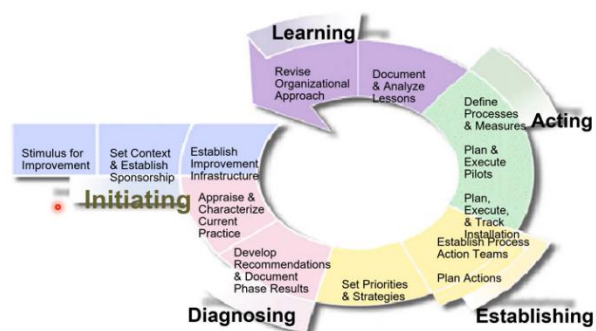 Learning
Revise
Organizational
Approach
Document
& Analyze
Lessons
Define
Processes
& Measures
Acting
Plan &
Execute
Pilots
Plan,
Execute,
& Track
Installation
Stimulus for
Improvement
Set Context
& Establish
Sponsorship
Establish
Improvement
Infrastructure
Initiating
Appraise &
Characterize
Current
Practice
Develop
Recommendations
& Document
Phase Results
Diagnosing
Set Priorities
& Strategies
Establish Process
Action Teams
Plan Actions
Establishing